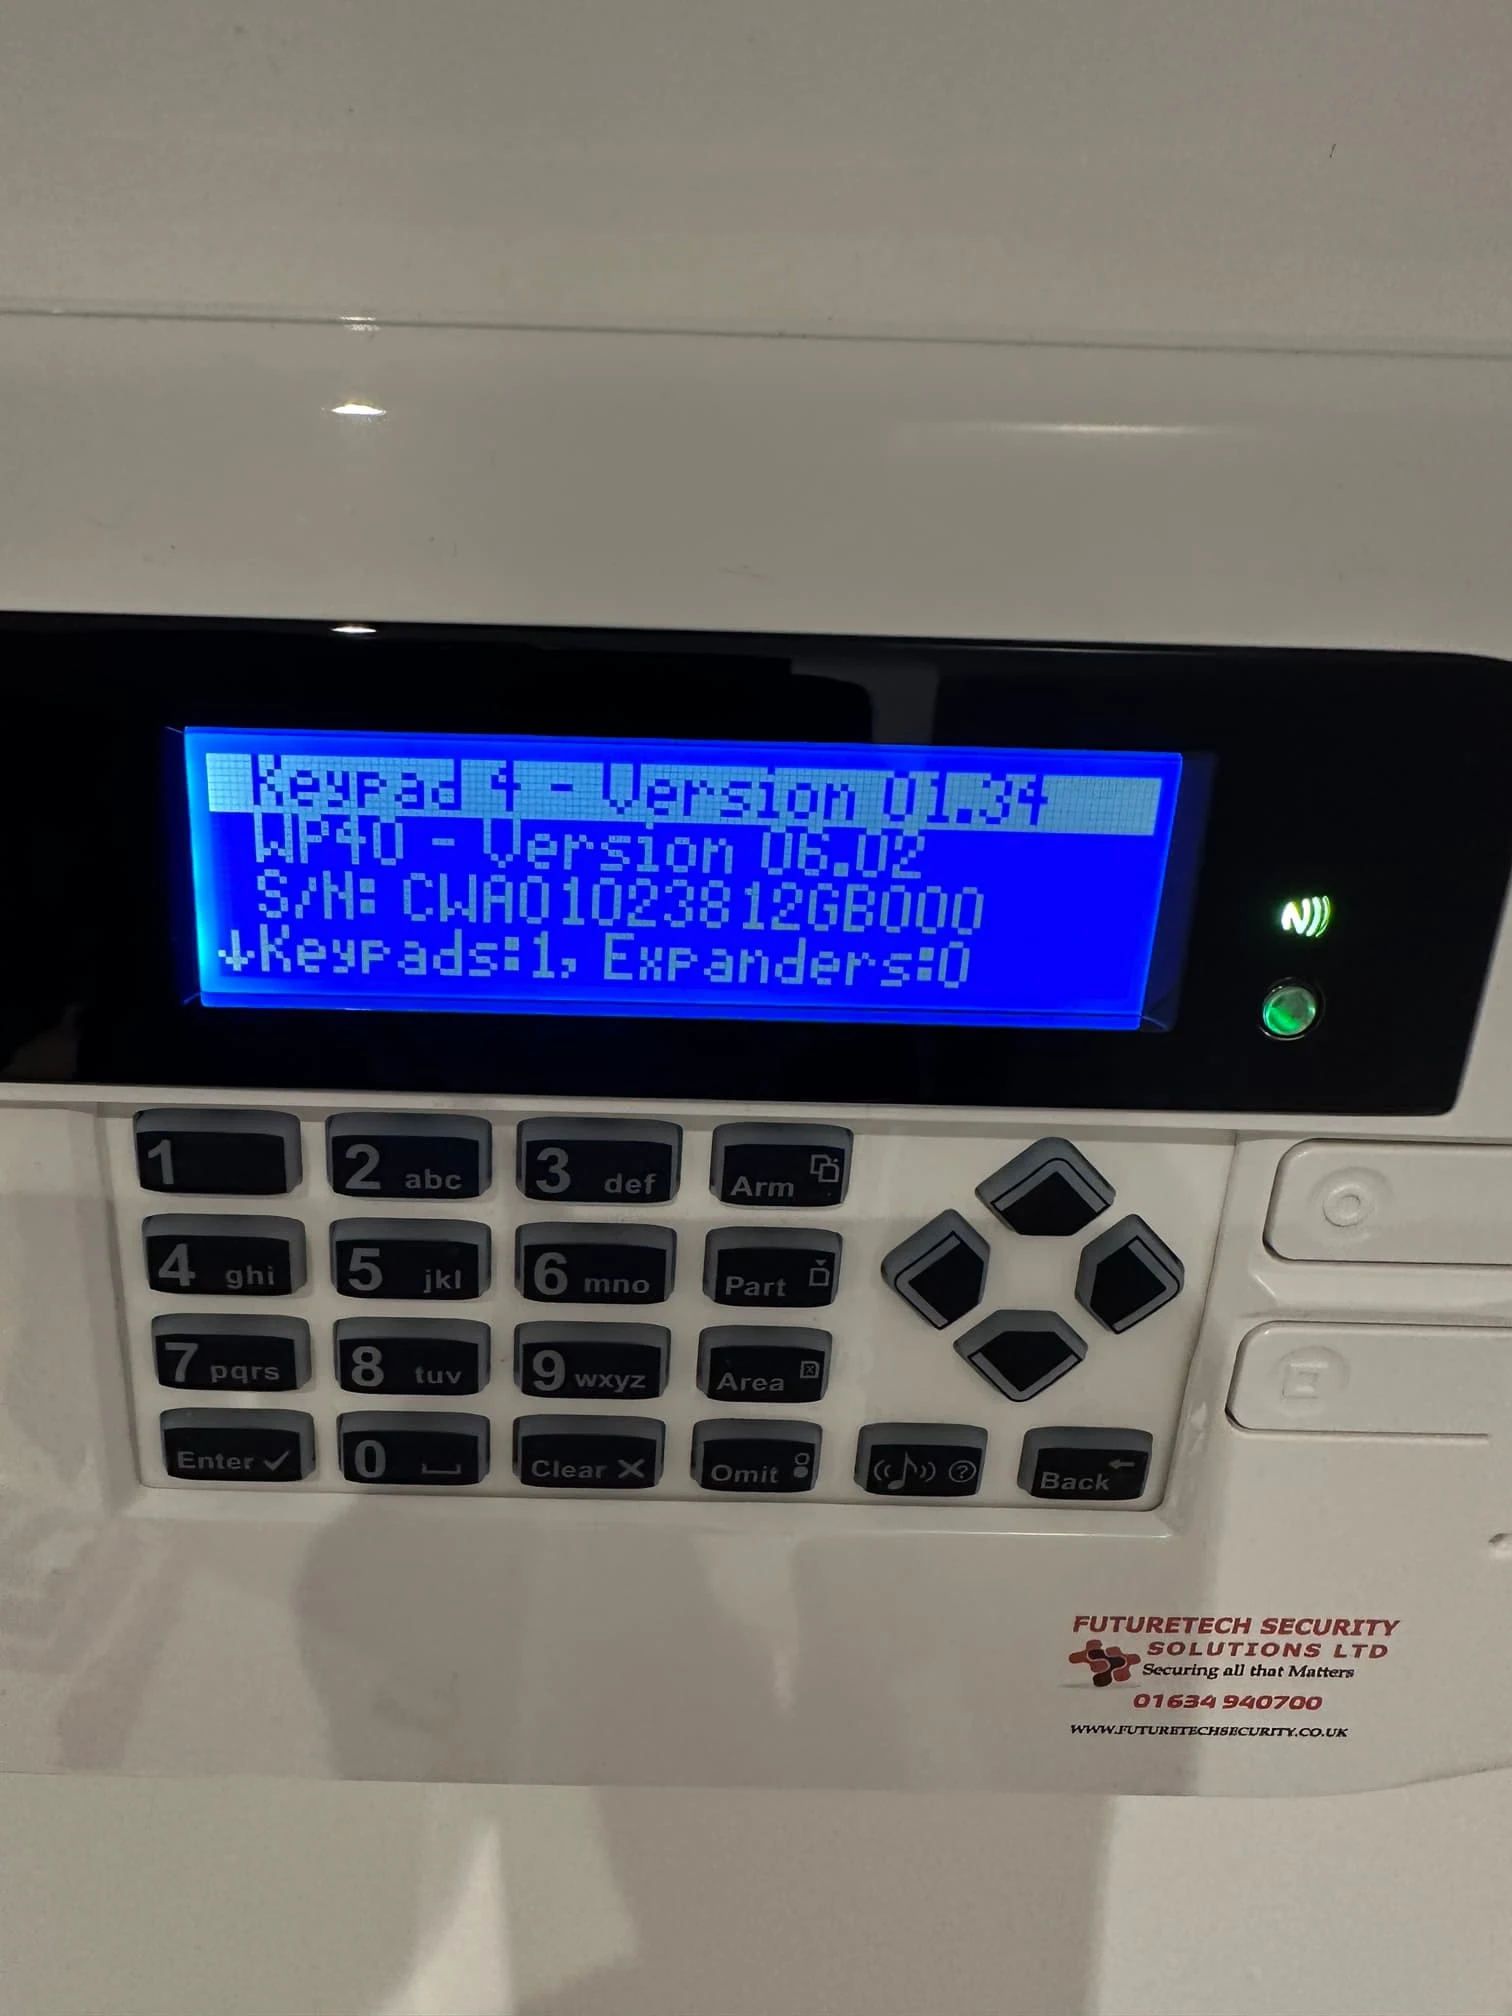 Keypad 4 - Version 01.34
WP40 - Version 06.02
S/N: CWA01023812GB000
↓Keypads:1, Expanders:0
1
2 abc
3 def
Arm
4 ghi
5 jkl
6 mno
Part
7 pqrs
8 tuv
9 wxyz
Area
Enter ✓
0
Clear X
Omit
?
Back ←
FUTURETECH SECURITY
SOLUTIONS LTD
Securing all that Matters
01634 940700
WWW.FUTURETECHSECURITY.CO.UK